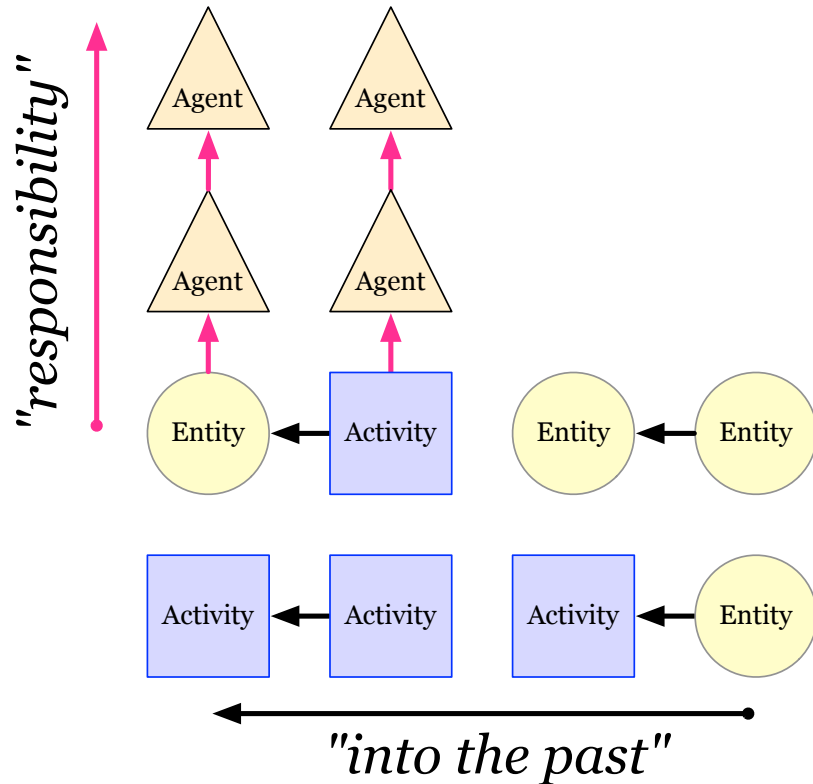 "responsibility"
Agent Agent
Agent Agent
Entity Activity Entity Entity
Activity Activity Activity Entity
"into the past"